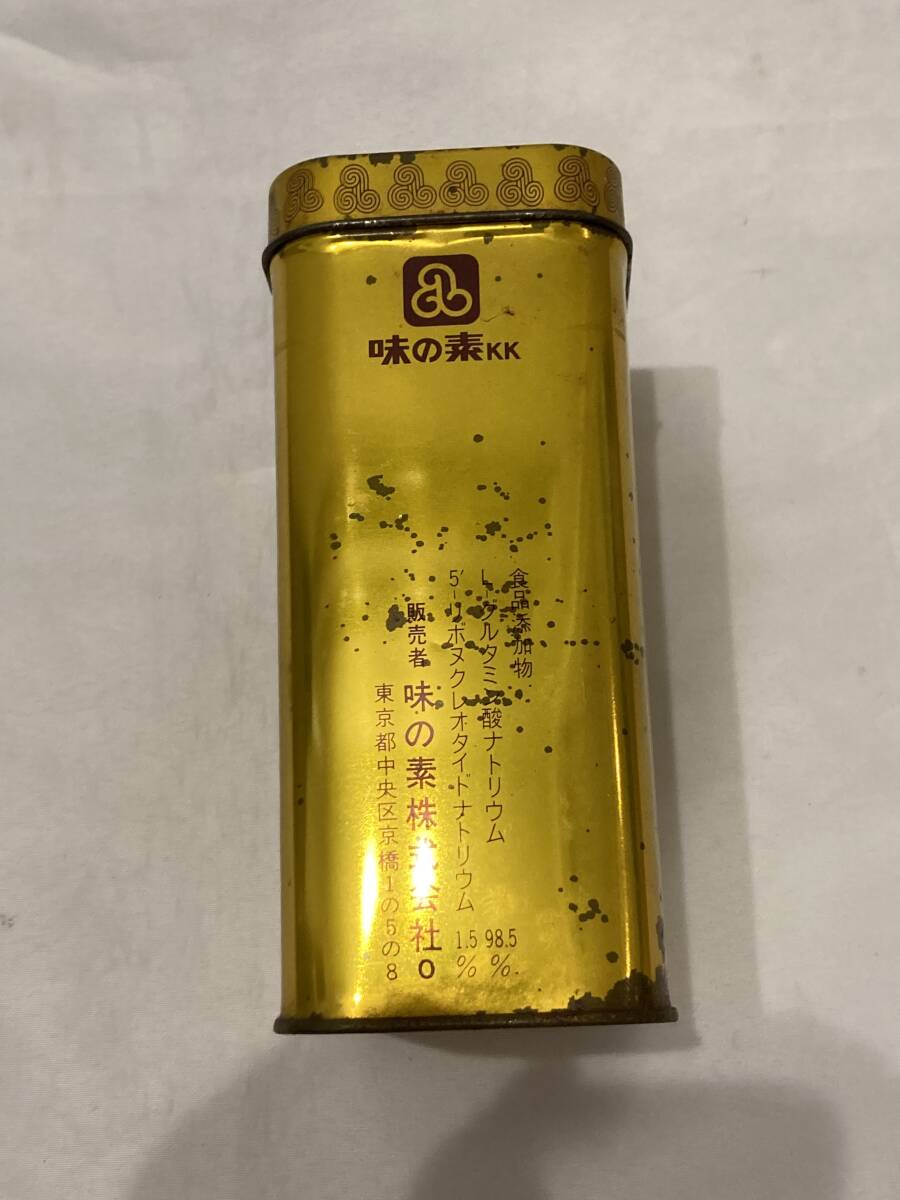 味の素KK
食品添加物
L-グルタミン酸ナトリウム 98.5%
5'-リボヌクレオタイドナトリウム 1.5%
販売者 味の素株式会社 O
東京都中央区京橋1の5の8